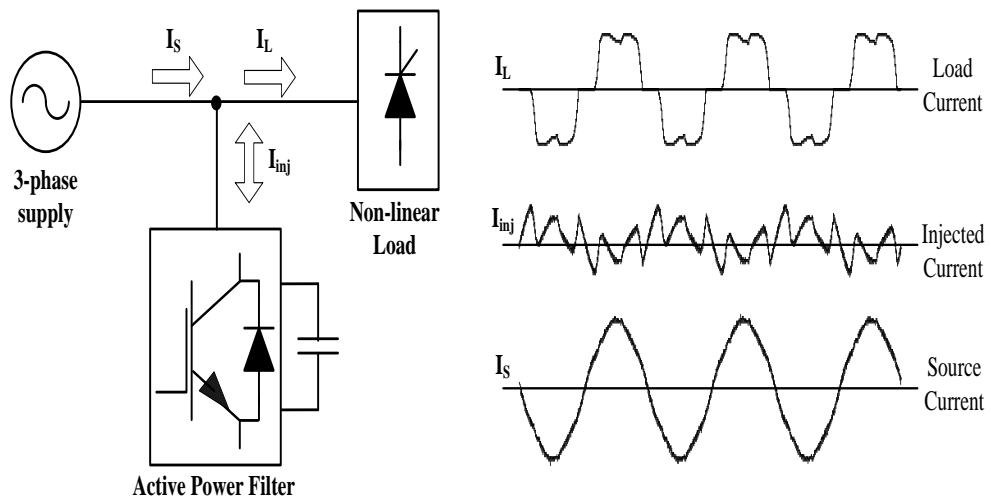 I_S
I_L
3-phase
supply
I_inj
Non-linear
Load
Active Power Filter
I_L
Load
Current
I_inj
Injected
Current
I_S
Source
Current